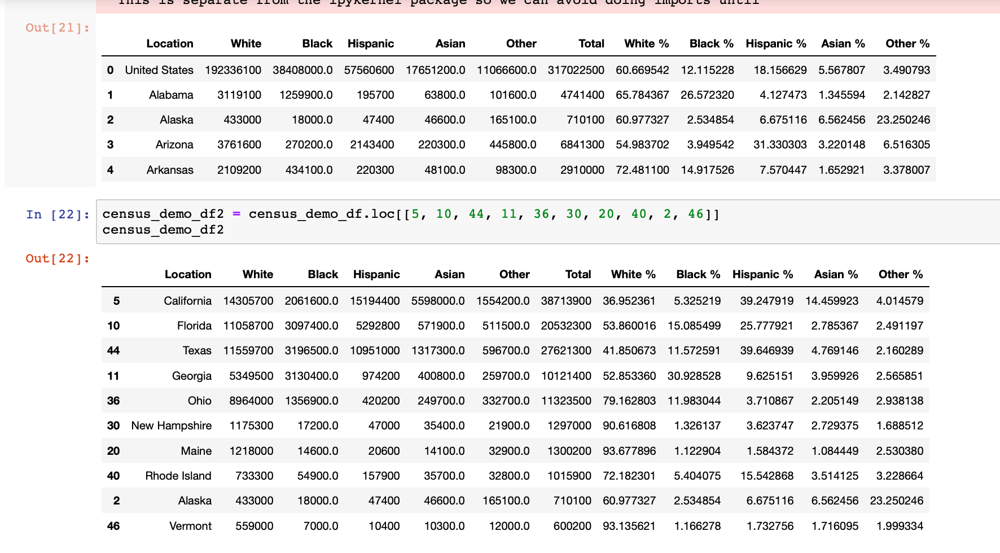 This is separate from the ipykernel package so we can avoid doing imports until
Out[21]:
Location White Black Hispanic Asian Other Total White % Black % Hispanic % Asian % Other %
0 United States 192336100 38408000.0 57560600 17651200.0 11066600.0 317022500 60.669542 12.115228 18.156629 5.567807 3.490793
1 Alabama 3119100 1259900.0 195700 63800.0 101600.0 4741400 65.784367 26.572320 4.127473 1.345594 2.142827
2 Alaska 433000 18000.0 47400 46600.0 165100.0 710100 60.977327 2.534854 6.675116 6.562456 23.250246
3 Arizona 3761600 270200.0 2143400 220300.0 445800.0 6841300 54.983702 3.949542 31.330303 3.220148 6.516305
4 Arkansas 2109200 434100.0 220300 48100.0 98300.0 2910000 72.481100 14.917526 7.570447 1.652921 3.378007
In [22]: census_demo_df2 = census_demo_df.loc[[5, 10, 44, 11, 36, 30, 20, 40, 2, 46]]
census_demo_df2
Out[22]:
Location White Black Hispanic Asian Other Total White % Black % Hispanic % Asian % Other %
5 California 14305700 2061600.0 15194400 5598000.0 1554200.0 38713900 36.952361 5.325219 39.247919 14.459923 4.014579
10 Florida 11058700 3097400.0 5292800 571900.0 511500.0 20532300 53.860016 15.085499 25.777921 2.785367 2.491197
44 Texas 11559700 3196500.0 10951000 1317300.0 596700.0 27621300 41.850673 11.572591 39.646939 4.769146 2.160289
11 Georgia 5349500 3130400.0 974200 400800.0 259700.0 10121400 52.853360 30.928528 9.625151 3.959926 2.565851
36 Ohio 8964000 1356900.0 420200 249700.0 332700.0 11323500 79.162803 11.983044 3.710867 2.205149 2.938138
30 New Hampshire 1175300 17200.0 47000 35400.0 21900.0 1297000 90.616808 1.326137 3.623747 2.729375 1.688512
20 Maine 1218000 14600.0 20600 14100.0 32900.0 1300200 93.677896 1.122904 1.584372 1.084449 2.530380
40 Rhode Island 733300 54900.0 157900 35700.0 32800.0 1015900 72.182301 5.404075 15.542868 3.514125 3.228664
2 Alaska 433000 18000.0 47400 46600.0 165100.0 710100 60.977327 2.534854 6.675116 6.562456 23.250246
46 Vermont 559000 7000.0 10400 10300.0 12000.0 600200 93.135621 1.166278 1.732756 1.716095 1.999334